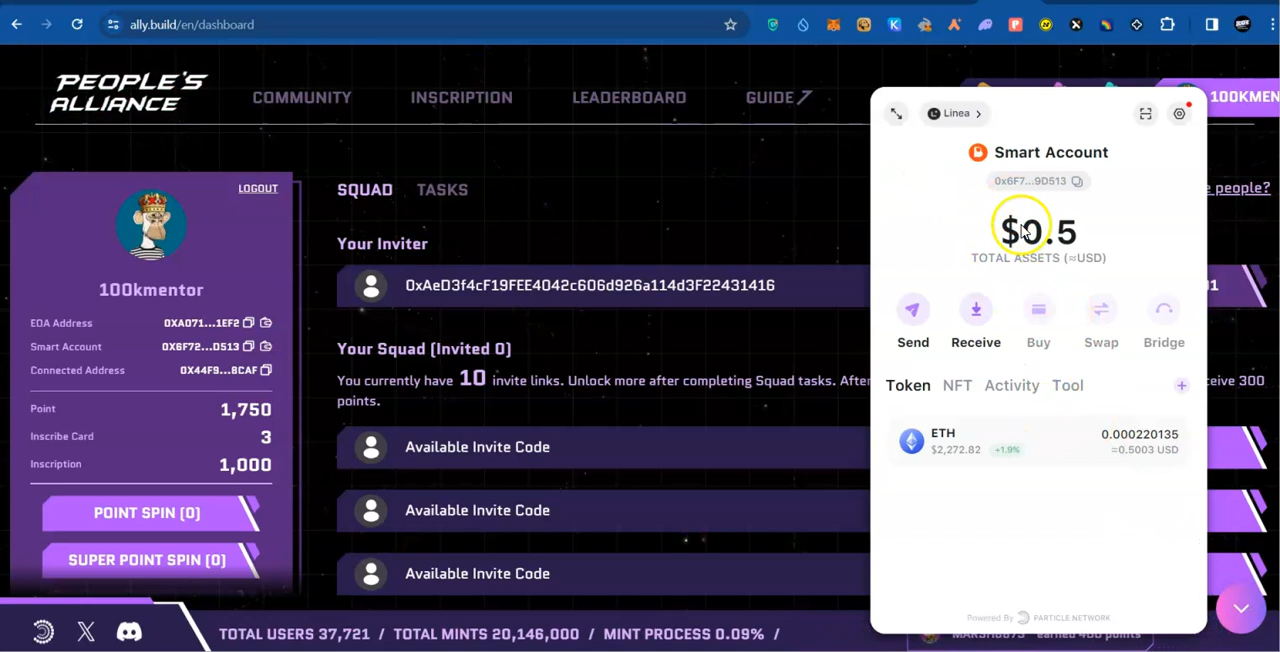 ally.build/en/dashboard
PEOPLE'S
ALLIANCE
COMMUNITY
INSCRIPTION
LEADERBOARD
GUIDE
100KMEN
LOGOUT
100kmentor
EOA Address 0XA071...1EF2
Smart Account 0X6F72...D513
Connected Address 0X44F9...8CAF
Point 1,750
Inscribe Card 3
Inscription 1,000
POINT SPIN [0]
SUPER POINT SPIN [0]
SQUAD TASKS
e people?
Your Inviter
0xAeD3f4cF19FEE4042c606d926a114d3F22431416
1
Your Squad [Invited 0]
You currently have 10 invite links. Unlock more after completing Squad tasks. After
ceive 300
points.
Available Invite Code
Available Invite Code
Available Invite Code
Linea
Smart Account
0x6F7...9D513
$0.5
TOTAL ASSETS (≈USD)
Send Receive Buy Swap Bridge
Token NFT Activity Tool +
ETH 0.000220135
$2,272.82 +1.9% ≈0.5003 USD
Powered By PARTICLE NETWORK
TOTAL USERS 37,721 / TOTAL MINTS 20,146,000 / MINT PROCESS 0.09% /
earned 400 points